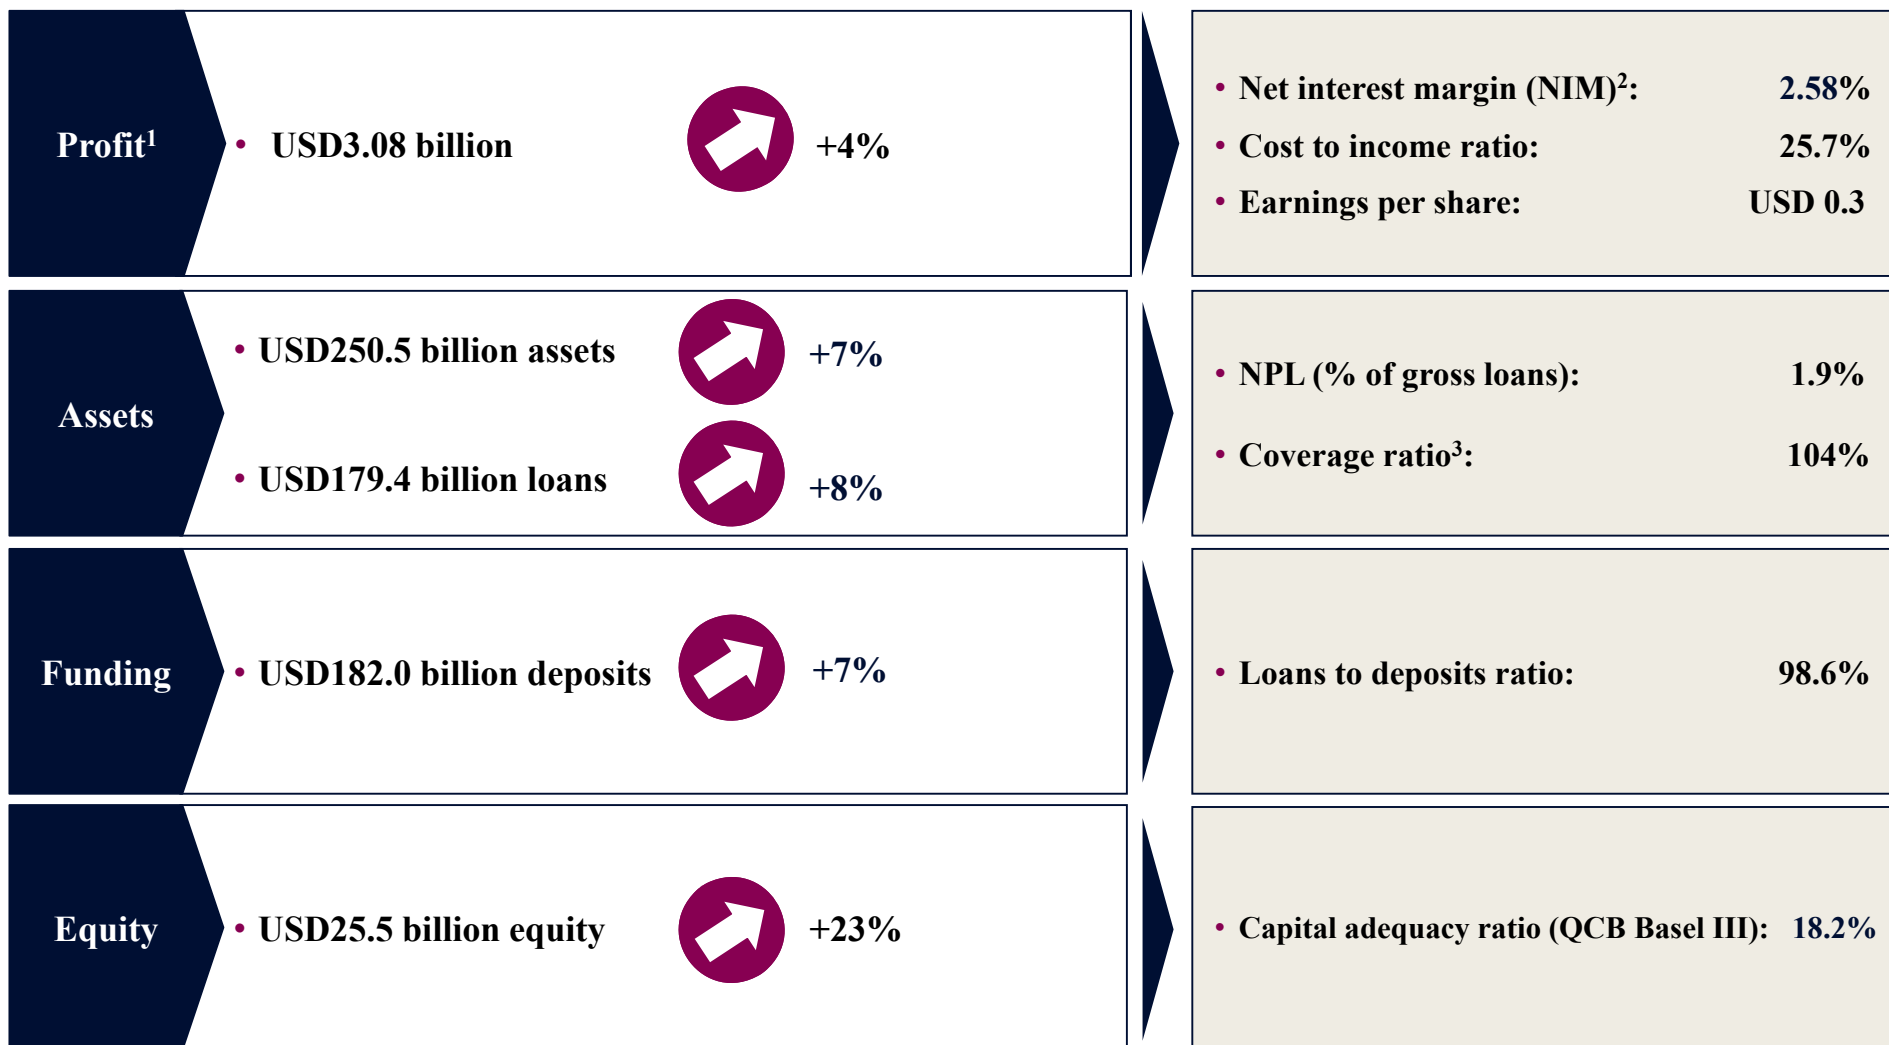 Profit¹
• USD3.08 billion +4%
• Net interest margin (NIM)²: 2.58%
• Cost to income ratio: 25.7%
• Earnings per share: USD 0.3
Assets
• USD250.5 billion assets +7%
• USD179.4 billion loans +8%
• NPL (% of gross loans): 1.9%
• Coverage ratio³: 104%
Funding
• USD182.0 billion deposits +7%
• Loans to deposits ratio: 98.6%
Equity
• USD25.5 billion equity +23%
• Capital adequacy ratio (QCB Basel III): 18.2%